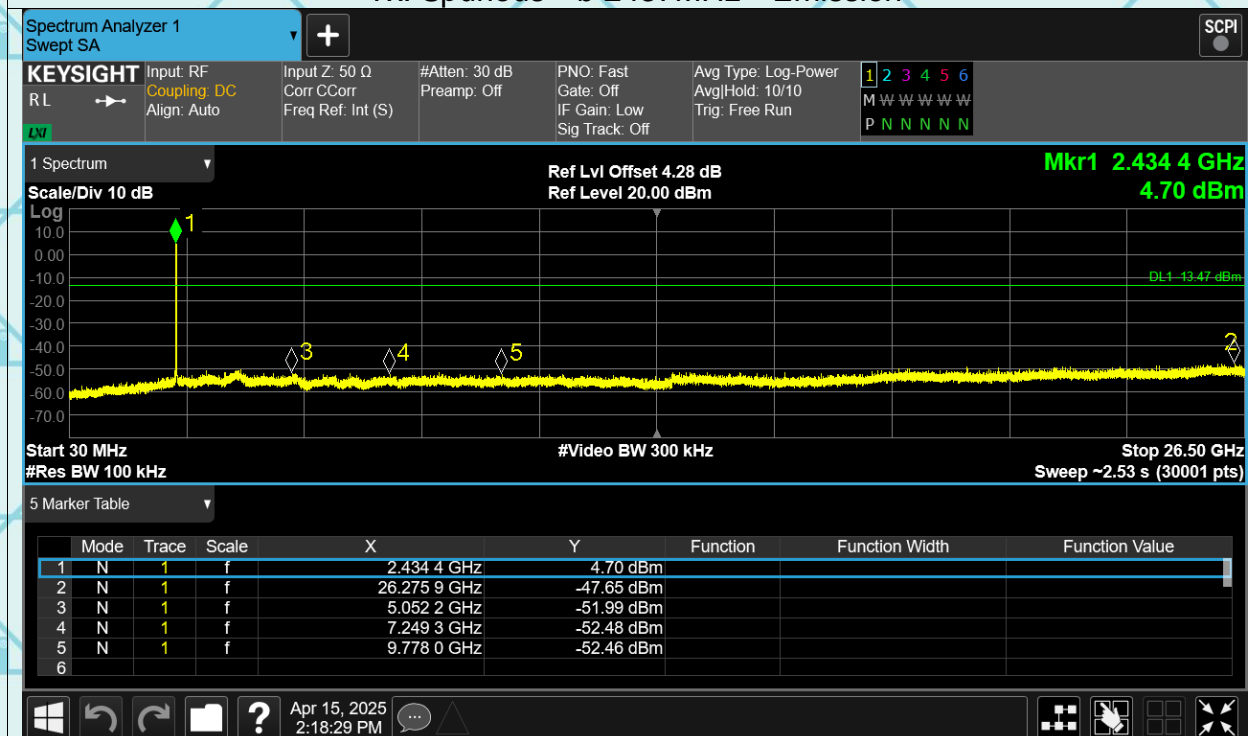 Spectrum Analyzer 1
Swept SA
SCPI
KEYSIGHT
RL
LXI
Input: RF
Coupling: DC
Align: Auto
Input Z: 50 Ω
Corr CCorr
Freq Ref: Int (S)
#Atten: 30 dB
Preamp: Off
PNO: Fast
Gate: Off
IF Gain: Low
Sig Track: Off
Avg Type: Log-Power
Avg|Hold: 10/10
Trig: Free Run
1 2 3 4 5 6
M W W W W W
P N N N N N
1 Spectrum
Scale/Div 10 dB
Ref Lvl Offset 4.28 dB
Ref Level 20.00 dBm
Mkr1 2.434 4 GHz
4.70 dBm
Log
10.0
0.00
-10.0
-20.0
-30.0
-40.0
-50.0
-60.0
-70.0
1
3
4
5
2
DL1 -13.47 dBm
Start 30 MHz
#Video BW 300 kHz
Stop 26.50 GHz
#Res BW 100 kHz
Sweep ~2.53 s (30001 pts)
5 Marker Table
Mode Trace Scale X Y Function Function Width Function Value
1 N 1 f 2.434 4 GHz 4.70 dBm
2 N 1 f 26.275 9 GHz -47.65 dBm
3 N 1 f 5.052 2 GHz -51.99 dBm
4 N 1 f 7.249 3 GHz -52.48 dBm
5 N 1 f 9.778 0 GHz -52.46 dBm
6
?
Apr 15, 2025
2:18:29 PM